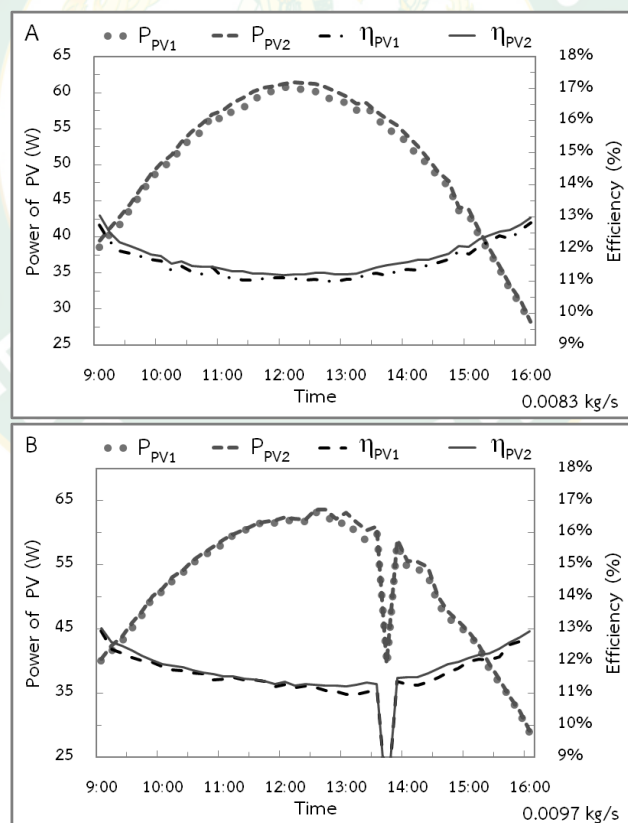 A
P_PV1 P_PV2 η_PV1 η_PV2
65
60
55
50
45
40
35
30
25
Power of PV (W)
18%
17%
16%
15%
14%
13%
12%
11%
10%
9%
Efficiency (%)
9:00 10:00 11:00 12:00 13:00 14:00 15:00 16:00
Time
0.0083 kg/s
B
P_PV1 P_PV2 η_PV1 η_PV2
65
55
45
35
25
Power of PV (W)
18%
17%
16%
15%
14%
13%
12%
11%
10%
9%
Efficiency (%)
9:00 10:00 11:00 12:00 13:00 14:00 15:00 16:00
Time
0.0097 kg/s